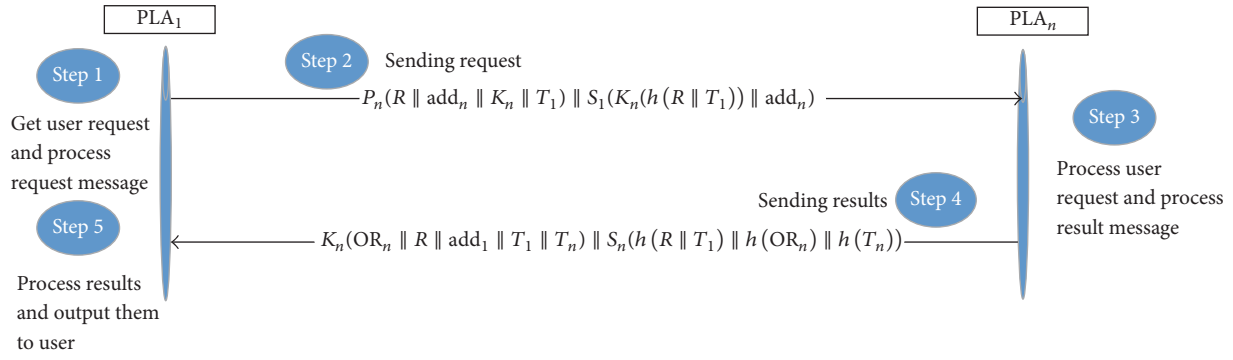 PLA₁
PLAₙ
Step 1
Get user request
and process
request message
Step 2
Sending request
Pₙ(R ∥ addₙ ∥ Kₙ ∥ T₁) ∥ S₁(Kₙ(h(R ∥ T₁)) ∥ addₙ)
Step 3
Process user
request and process
result message
Step 4
Sending results
Kₙ(ORₙ ∥ R ∥ add₁ ∥ T₁ ∥ Tₙ) ∥ Sₙ(h(R ∥ T₁) ∥ h(ORₙ) ∥ h(Tₙ))
Step 5
Process results
and output them
to user